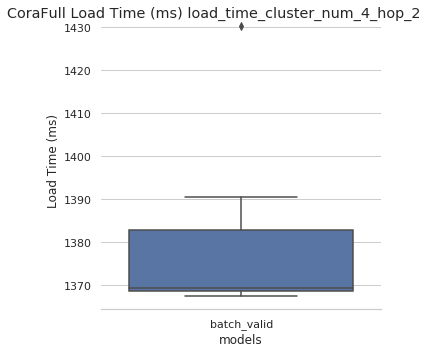 CoraFull Load Time (ms) load_time_cluster_num_4_hop_2
1430
1420
1410
1400
1390
1380
1370
Load Time (ms)
batch_valid
models